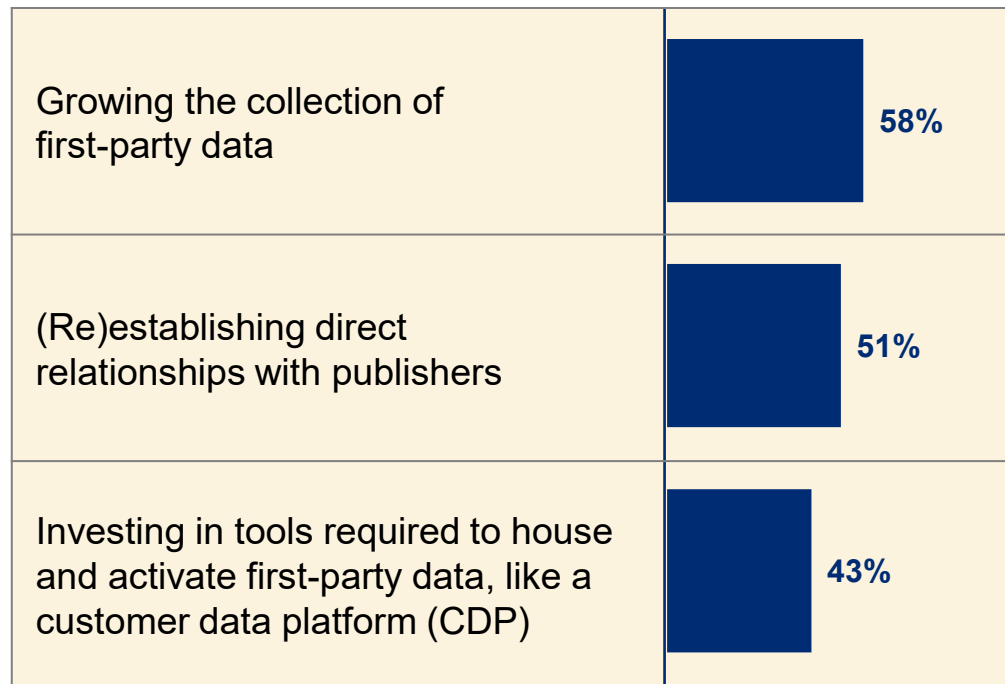 Growing the collection of
first-party data
58%
(Re)establishing direct
relationships with publishers
51%
Investing in tools required to house
and activate first-party data, like a
customer data platform (CDP)
43%